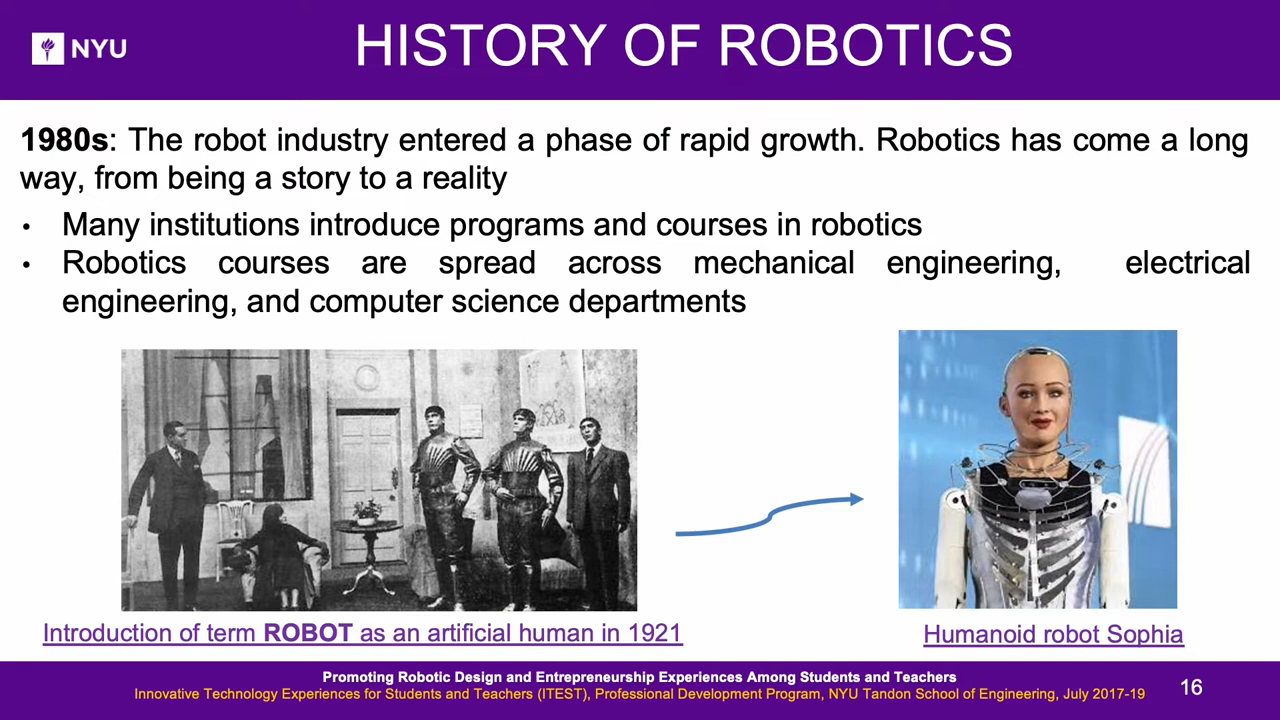 NYU
HISTORY OF ROBOTICS
1980s: The robot industry entered a phase of rapid growth. Robotics has come a long
way, from being a story to a reality
• Many institutions introduce programs and courses in robotics
• Robotics courses are spread across mechanical engineering, electrical
engineering, and computer science departments
Introduction of term ROBOT as an artificial human in 1921
Humanoid robot Sophia
Promoting Robotic Design and Entrepreneurship Experiences Among Students and Teachers
Innovative Technology Experiences for Students and Teachers (ITEST), Professional Development Program, NYU Tandon School of Engineering, July 2017-19
16